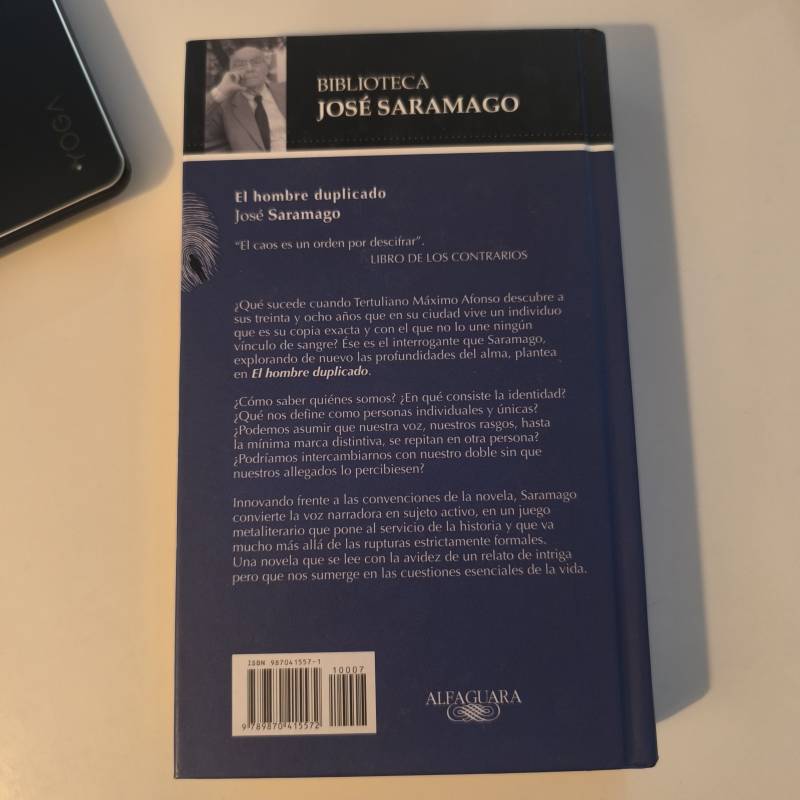 YOGA
BIBLIOTECA
JOSÉ SARAMAGO
El hombre duplicado
José Saramago
“El caos es un orden por descifrar”.
LIBRO DE LOS CONTRARIOS
¿Qué sucede cuando Tertuliano Máximo Afonso descubre a
sus treinta y ocho años que en su ciudad vive un individuo
que es su copia exacta y con el que no lo une ningún
vínculo de sangre? Ése es el interrogante que Saramago,
explorando de nuevo las profundidades del alma, plantea
en El hombre duplicado.
¿Cómo saber quiénes somos? ¿En qué consiste la identidad?
¿Qué nos define como personas individuales y únicas?
¿Podemos asumir que nuestra voz, nuestros rasgos, hasta
la mínima marca distintiva, se repitan en otra persona?
¿Podríamos intercambiarnos con nuestro doble sin que
nuestros allegados lo percibiesen?
Innovando frente a las convenciones de la novela, Saramago
convierte la voz narradora en sujeto activo, en un juego
metaliterario que pone al servicio de la historia y que va
mucho más allá de las rupturas estrictamente formales.
Una novela que se lee con la avidez de un relato de intriga
pero que nos sumerge en las cuestiones esenciales de la vida.
ISBN 987041557-1
10007
9 789870 415572
ALFAGUARA